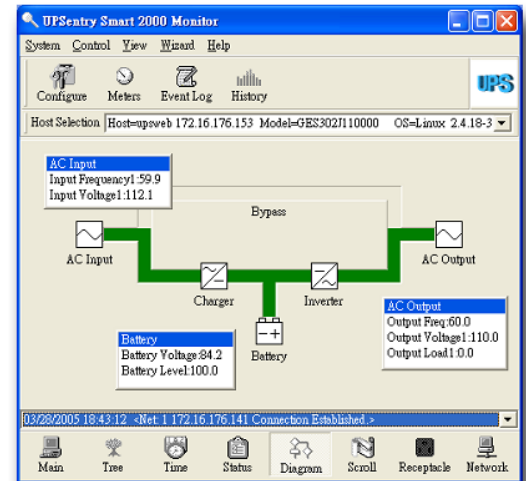 UPSentry Smart 2000 Monitor
System Control View Wizard Help
Configure Meters Event Log History
UPS
Host Selection Host=upsweb 172.16.176.153 Model=GES302J110000 OS=Linux 2.4.18-3
AC Input
Input Frequency1:59.9
Input Voltage1:112.1
Bypass
AC Input
AC Output
Charger
Inverter
AC Output
Output Freq:60.0
Output Voltage1:110.0
Output Load1:0.0
Battery
Battery Voltage:84.2
Battery Level:100.0
Battery
03/28/2005 18:43:12 <Net: 1 172.16.176.141 Connection Established.>
Main Tree Time Status Diagram Scroll Receptacle Network